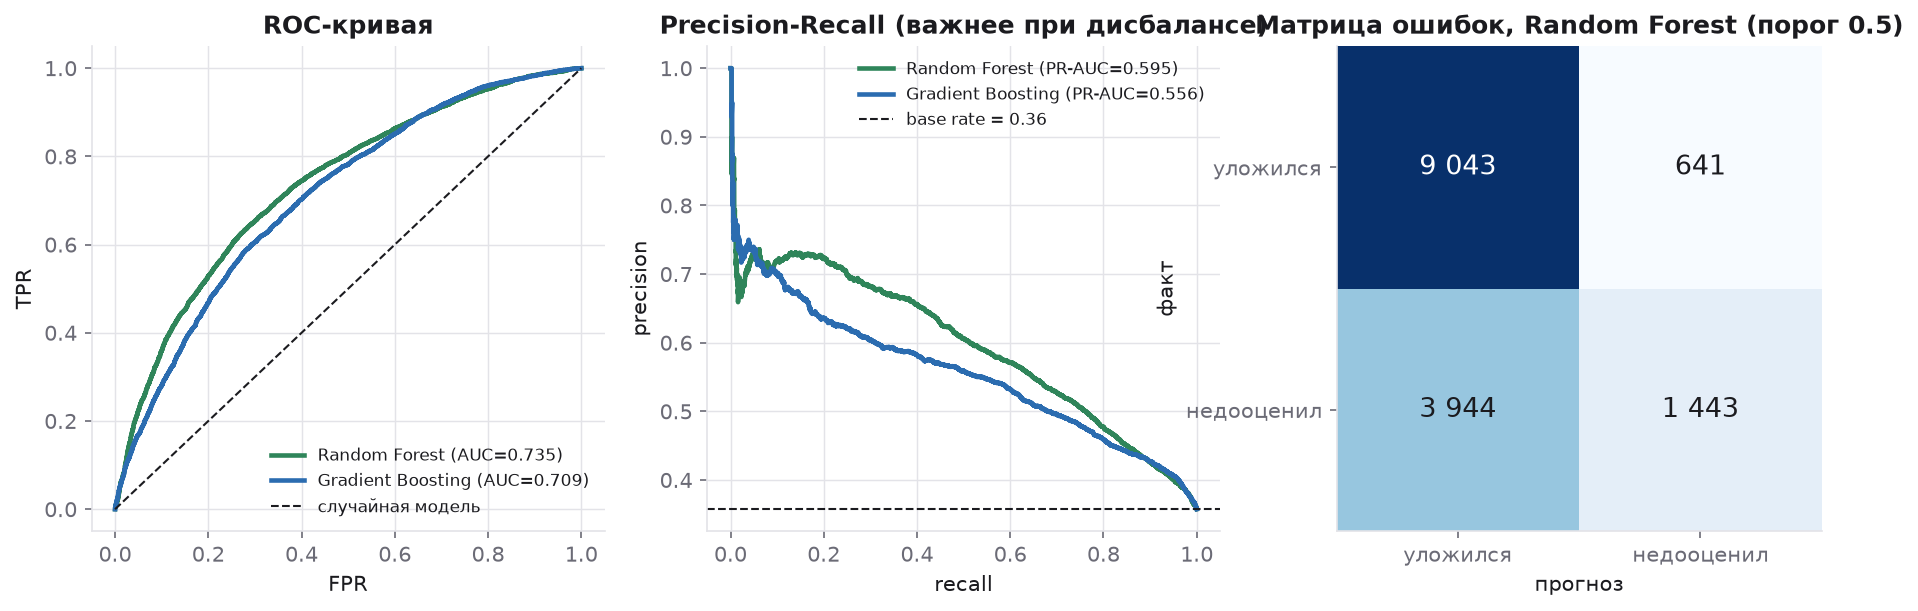 ROC-кривая
1.0
0.8
0.6
0.4
0.2
0.0
TPR
Random Forest (AUC=0.735)
Gradient Boosting (AUC=0.709)
случайная модель
0.0 0.2 0.4 0.6 0.8 1.0
FPR
Precision-Recall (важнее при дисбалансе)
1.0
0.9
0.8
0.7
0.6
0.5
0.4
precision
Random Forest (PR-AUC=0.595)
Gradient Boosting (PR-AUC=0.556)
base rate = 0.36
0.0 0.2 0.4 0.6 0.8 1.0
recall
Матрица ошибок, Random Forest (порог 0.5)
факт
уложился
9 043 641
недооценил
3 944 1 443
уложился недооценил
прогноз